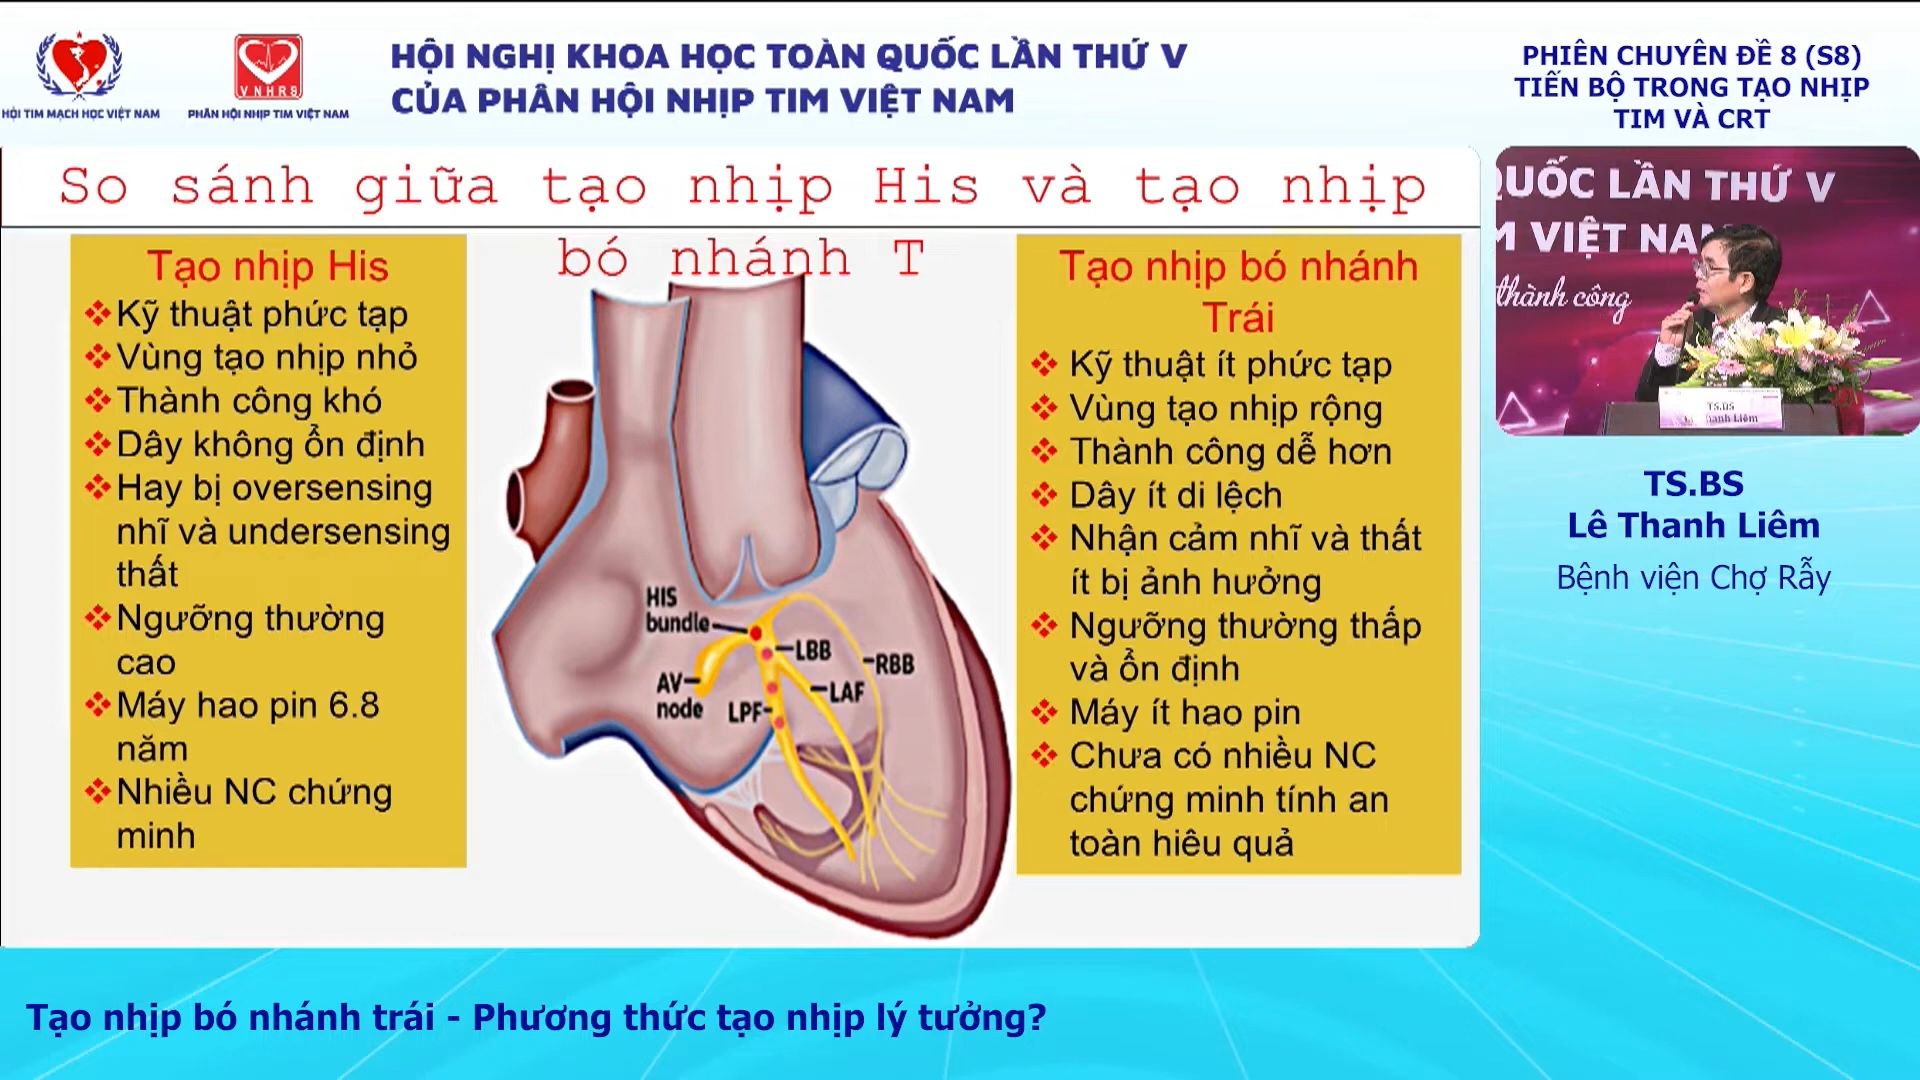 HỘI TIM MẠCH HỌC VIỆT NAM
VNHRS
PHÂN HỘI NHỊP TIM VIỆT NAM
HỘI NGHỊ KHOA HỌC TOÀN QUỐC LẦN THỨ V
CỦA PHÂN HỘI NHỊP TIM VIỆT NAM
PHIÊN CHUYÊN ĐỀ 8 (S8)
TIẾN BỘ TRONG TẠO NHỊP
TIM VÀ CRT
So sánh giữa tạo nhịp His và tạo nhịp
bó nhánh T
Tạo nhịp His
❖Kỹ thuật phức tạp
❖Vùng tạo nhịp nhỏ
❖Thành công khó
❖Dây không ổn định
❖Hay bị oversensing
nhĩ và undersensing
thất
❖Ngưỡng thường
cao
❖Máy hao pin 6.8
năm
❖Nhiều NC chứng
minh
HIS
bundle
LBB
RBB
AV
node
LAF
LPF
Tạo nhịp bó nhánh
Trái
❖ Kỹ thuật ít phức tạp
❖ Vùng tạo nhịp rộng
❖ Thành công dễ hơn
❖ Dây ít di lệch
❖ Nhận cảm nhĩ và thất
ít bị ảnh hưởng
❖ Ngưỡng thường thấp
và ổn định
❖ Máy ít hao pin
❖ Chưa có nhiều NC
chứng minh tính an
toàn hiêu quả
QUỐC LẦN THỨ V
M VIỆT NAM
thành công
TS.BS
Thanh Liêm
TS.BS
Lê Thanh Liêm
Bệnh viện Chợ Rẫy
Tạo nhịp bó nhánh trái - Phương thức tạo nhịp lý tưởng?